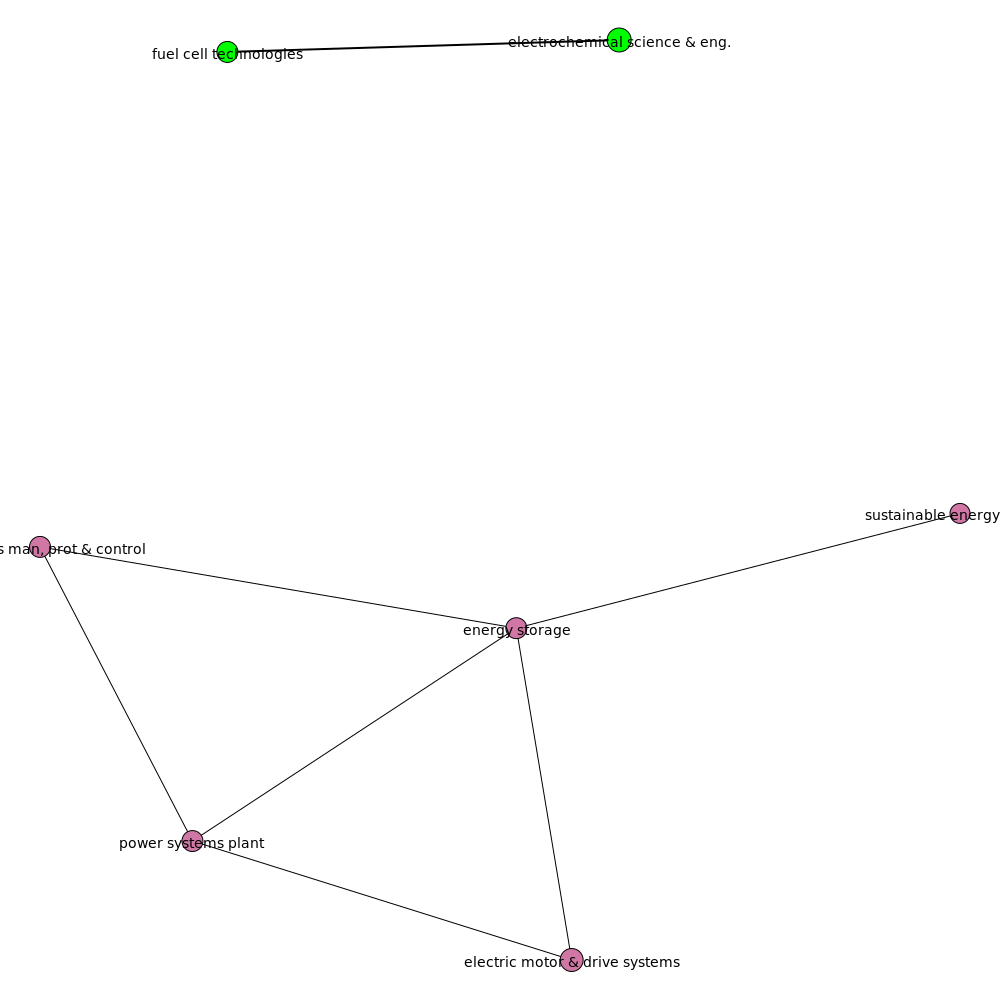 electrochemical science & eng.
fuel cell technologies
sustainable energy
s man, prot & control
energy storage
power systems plant
electric motor & drive systems